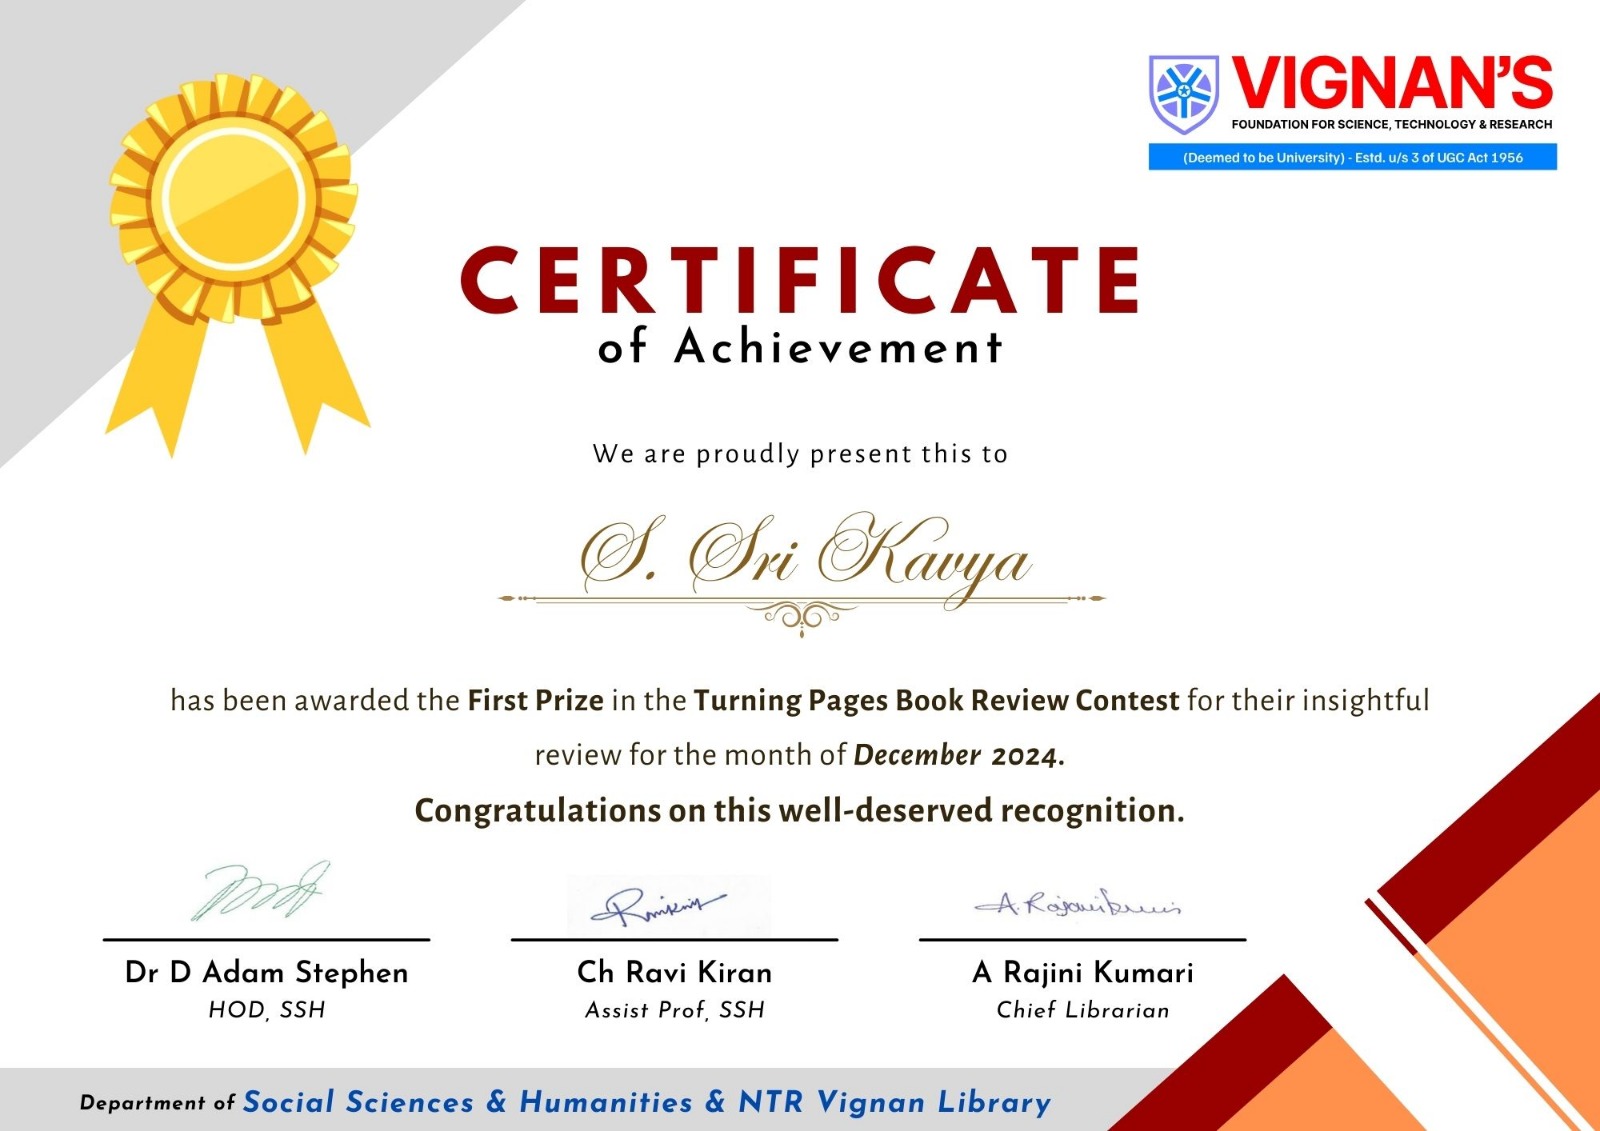 VIGNAN'S
FOUNDATION FOR SCIENCE, TECHNOLOGY & RESEARCH
(Deemed to be University) - Estd. u/s 3 of UGC Act 1956
CERTIFICATE
of Achievement
We are proudly present this to
S. Sri Kavya
has been awarded the First Prize in the Turning Pages Book Review Contest for their insightful
review for the month of December 2024.
Congratulations on this well-deserved recognition.
A. Rajanikumari
Dr D Adam Stephen
HOD, SSH
Ch Ravi Kiran
Assist Prof, SSH
A Rajini Kumari
Chief Librarian
Department of Social Sciences & Humanities & NTR Vignan Library